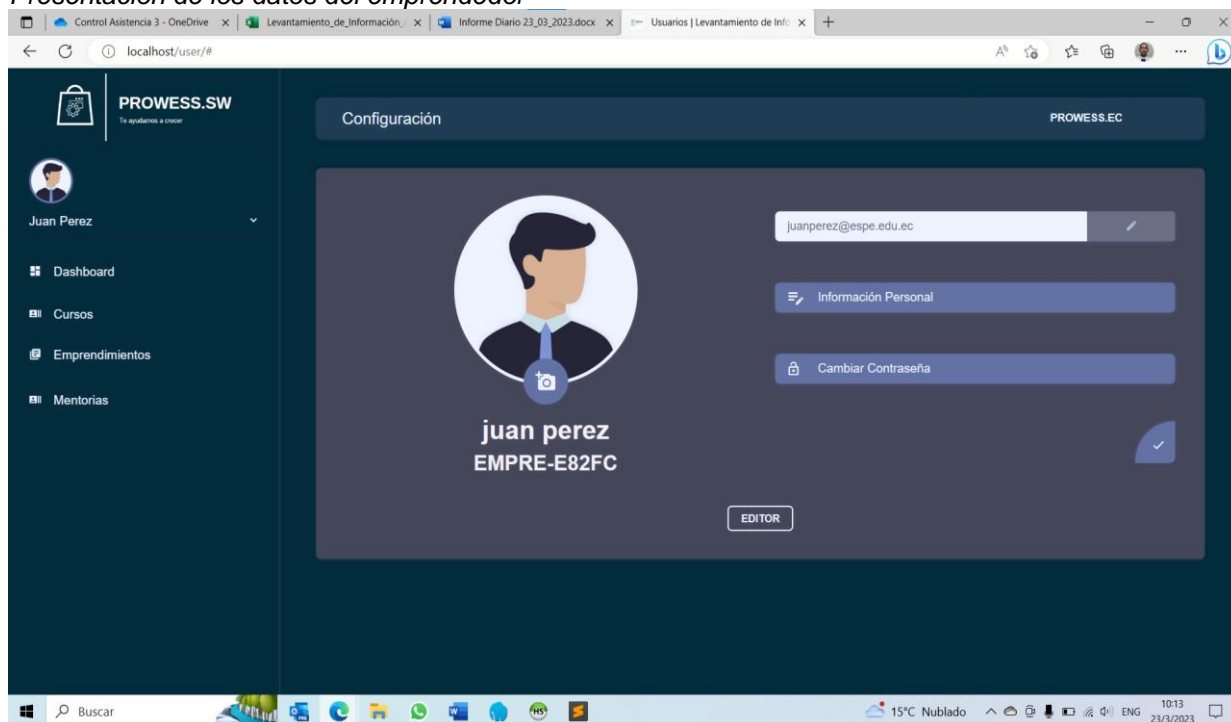 Presentación de los datos del emprendedor
Control Asistencia 3 - OneDrive
Levantamiento_de_Información_
Informe Diario 23_03_2023.docx
Usuarios | Levantamiento de Info
localhost/user/#
PROWESS.SW
Te ayudamos a crecer
Configuración
PROWESS.EC
Juan Perez
juanperez@espe.edu.ec
Dashboard
Información Personal
Cursos
Emprendimientos
Cambiar Contraseña
Mentorias
juan perez
EMPRE-E82FC
EDITOR
Buscar
HS
15°C Nublado
ENG
10:13
23/3/2023